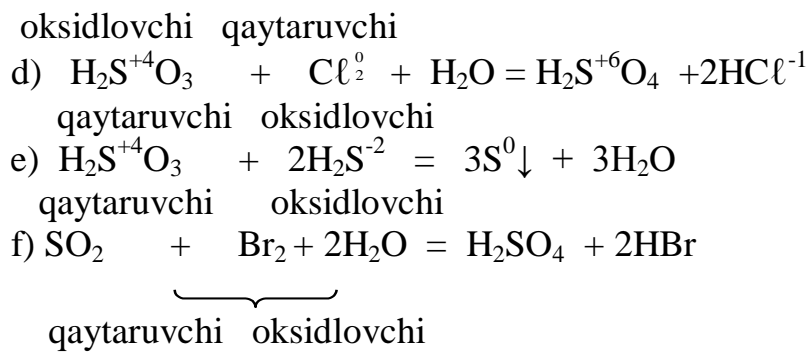 oksidlovchi qaytaruvchi
d) H₂S⁺⁴O₃ + Cℓ₂⁰ + H₂O = H₂S⁺⁶O₄ +2HCℓ⁻¹
qaytaruvchi oksidlovchi
e) H₂S⁺⁴O₃ + 2H₂S⁻² = 3S⁰↓ + 3H₂O
qaytaruvchi oksidlovchi
f) SO₂ + Br₂ + 2H₂O = H₂SO₄ + 2HBr
qaytaruvchi oksidlovchi